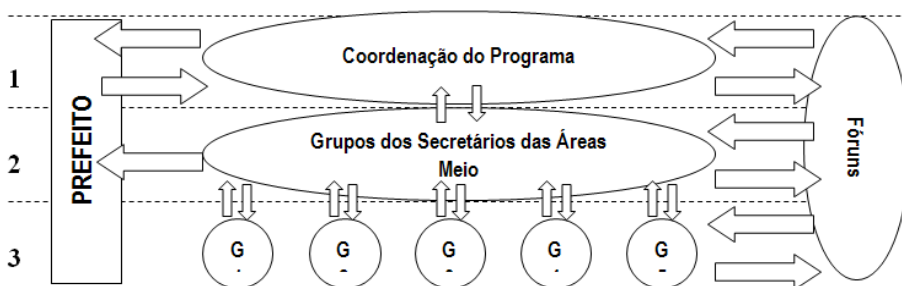 1
2
3
PREFEITO
Coordenação do Programa
Grupos dos Secretários das Áreas
Meio
G
G
G
G
G
Fóruns